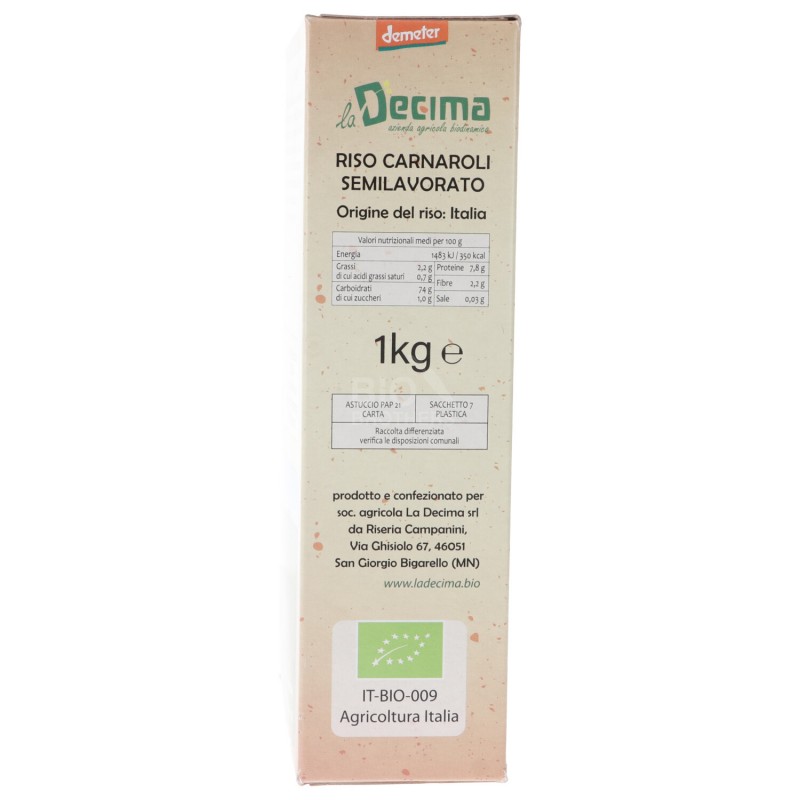 demeter
la Decima
azienda agricola biodinamica
RISO CARNAROLI
SEMILAVORATO
Origine del riso: Italia
Valori nutrizionali medi per 100 g
Energia 1483 kJ / 350 kcal
Grassi 2,2 g Proteine 7,8 g
di cui acidi grassi saturi 0,7 g
Fibre 2,2 g
Carboidrati 74 g
di cui zuccheri 1,0 g Sale 0,03 g
1kg e
ASTUCCIO PAP 21 SACCHETTO 7
CARTA PLASTICA
Raccolta differenziata
verifica le disposizioni comunali
prodotto e confezionato per
soc. agricola La Decima srl
da Riseria Campanini,
Via Ghisiolo 67, 46051
San Giorgio Bigarello (MN)
www.ladecima.bio
IT-BIO-009
Agricoltura Italia